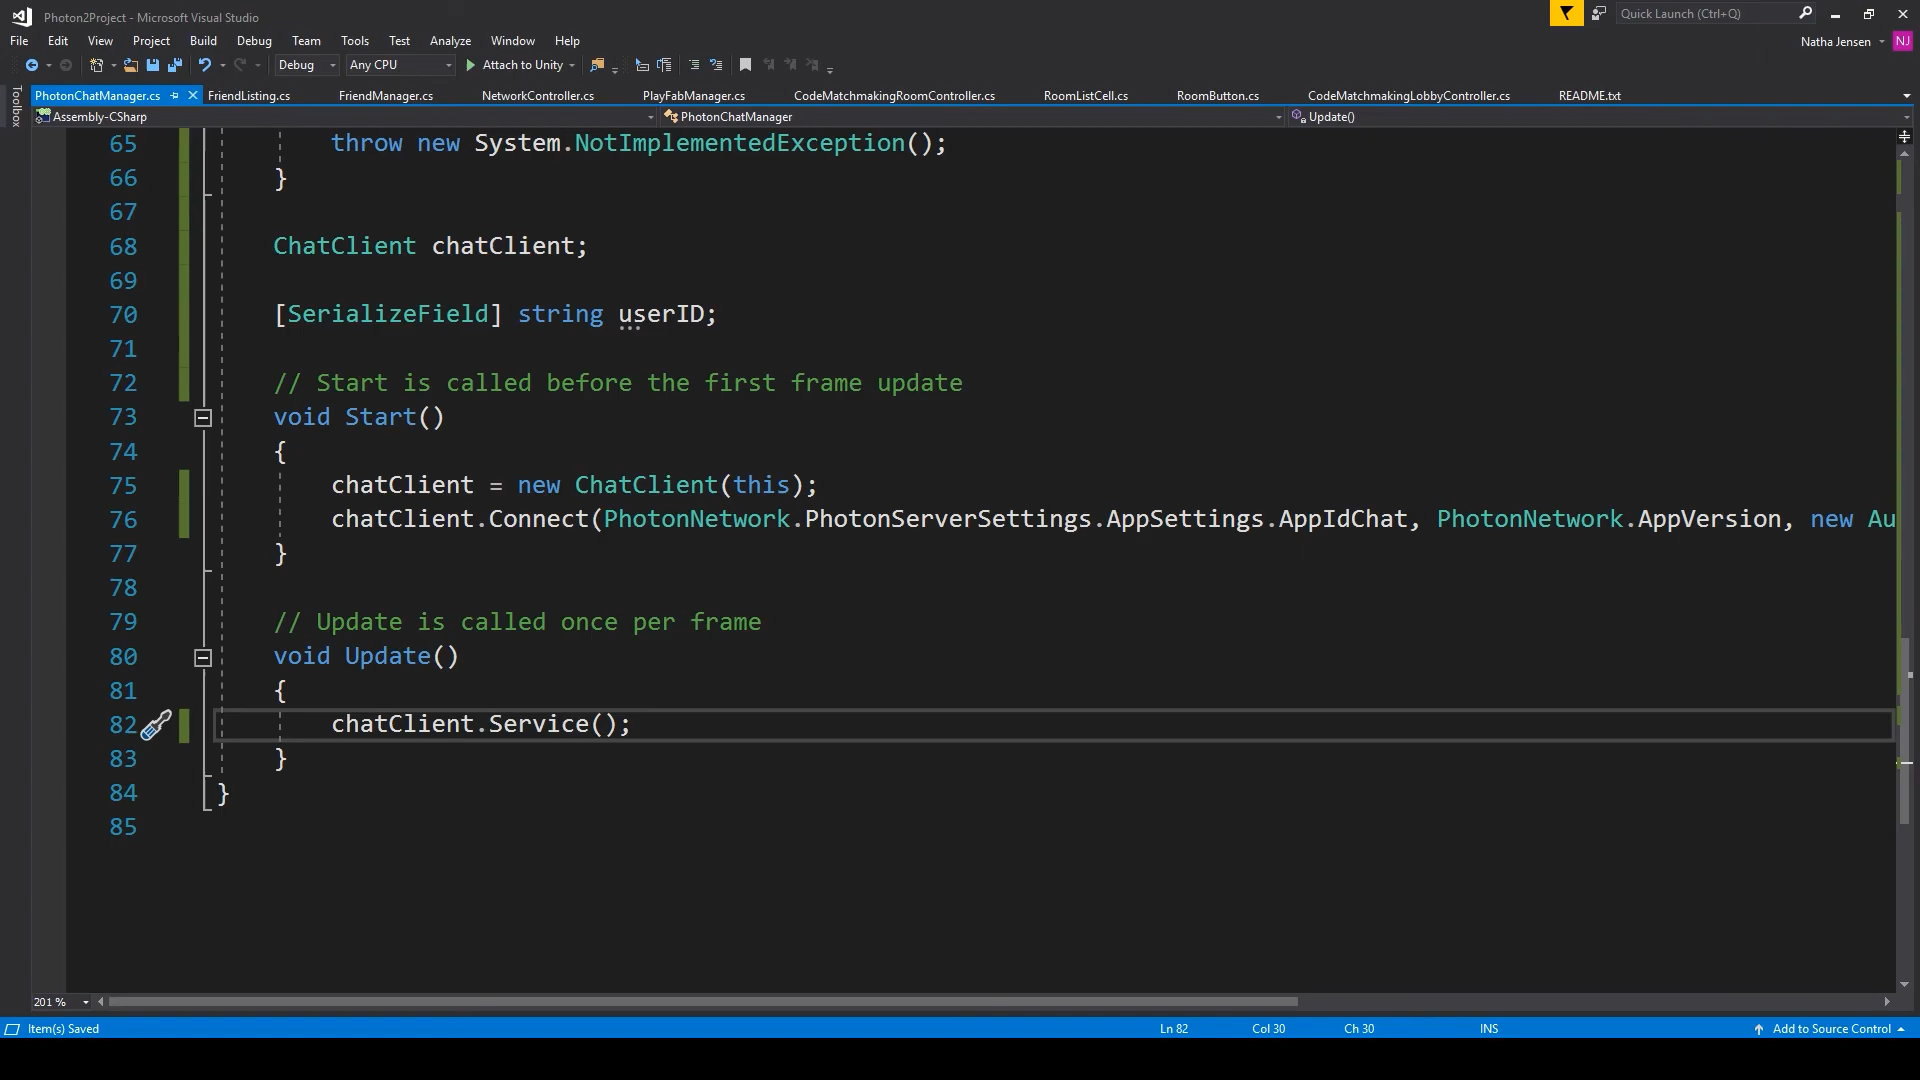 Photon2Project - Microsoft Visual Studio
Quick Launch (Ctrl+Q)
File Edit View Project Build Debug Team Tools Test Analyze Window Help
Natha Jensen NJ
Debug Any CPU Attach to Unity
Toolbox
PhotonChatManager.cs FriendListing.cs FriendManager.cs NetworkController.cs PlayFabManager.cs CodeMatchmakingRoomController.cs RoomListCell.cs RoomButton.cs CodeMatchmakingLobbyController.cs README.txt
Assembly-CSharp PhotonChatManager Update()
65 throw new System.NotImplementedException();
66 }
67
68 ChatClient chatClient;
69
70 [SerializeField] string userID;
71
72 // Start is called before the first frame update
73 void Start()
74 {
75 chatClient = new ChatClient(this);
76 chatClient.Connect(PhotonNetwork.PhotonServerSettings.AppSettings.AppIdChat, PhotonNetwork.AppVersion, new Au
77 }
78
79 // Update is called once per frame
80 void Update()
81 {
82 chatClient.Service();
83 }
84 }
85
201 %
Item(s) Saved Ln 82 Col 30 Ch 30 INS Add to Source Control